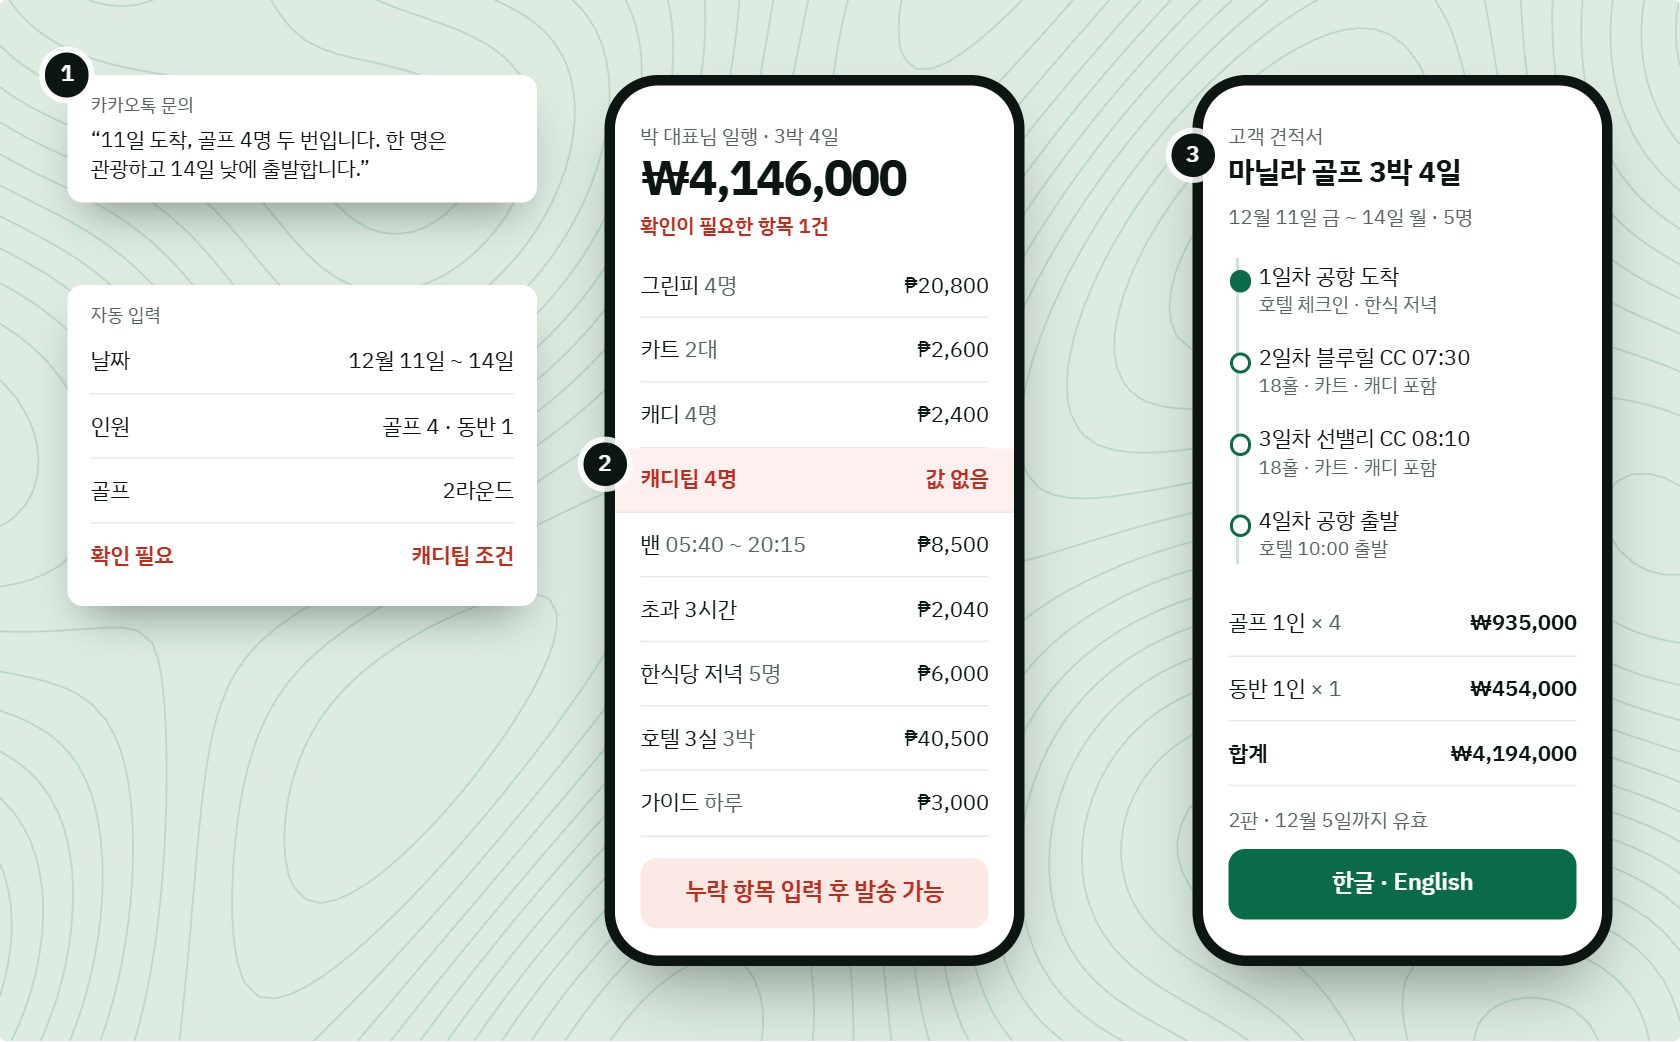 1
카카오톡 문의
“11일 도착, 골프 4명 두 번입니다. 한 명은
관광하고 14일 낮에 출발합니다.”
자동 입력
날짜 12월 11일 ~ 14일
인원 골프 4 · 동반 1
골프 2라운드
확인 필요 캐디팁 조건
2
박 대표님 일행 · 3박 4일
₩4,146,000
확인이 필요한 항목 1건
그린피 4명 ₱20,800
카트 2대 ₱2,600
캐디 4명 ₱2,400
캐디팁 4명 값 없음
밴 05:40 ~ 20:15 ₱8,500
초과 3시간 ₱2,040
한식당 저녁 5명 ₱6,000
호텔 3실 3박 ₱40,500
가이드 하루 ₱3,000
누락 항목 입력 후 발송 가능
3
고객 견적서
마닐라 골프 3박 4일
12월 11일 금 ~ 14일 월 · 5명
1일차 공항 도착
호텔 체크인 · 한식 저녁
2일차 블루힐 CC 07:30
18홀 · 카트 · 캐디 포함
3일차 선밸리 CC 08:10
18홀 · 카트 · 캐디 포함
4일차 공항 출발
호텔 10:00 출발
골프 1인 × 4 ₩935,000
동반 1인 × 1 ₩454,000
합계 ₩4,194,000
2판 · 12월 5일까지 유효
한글 · English